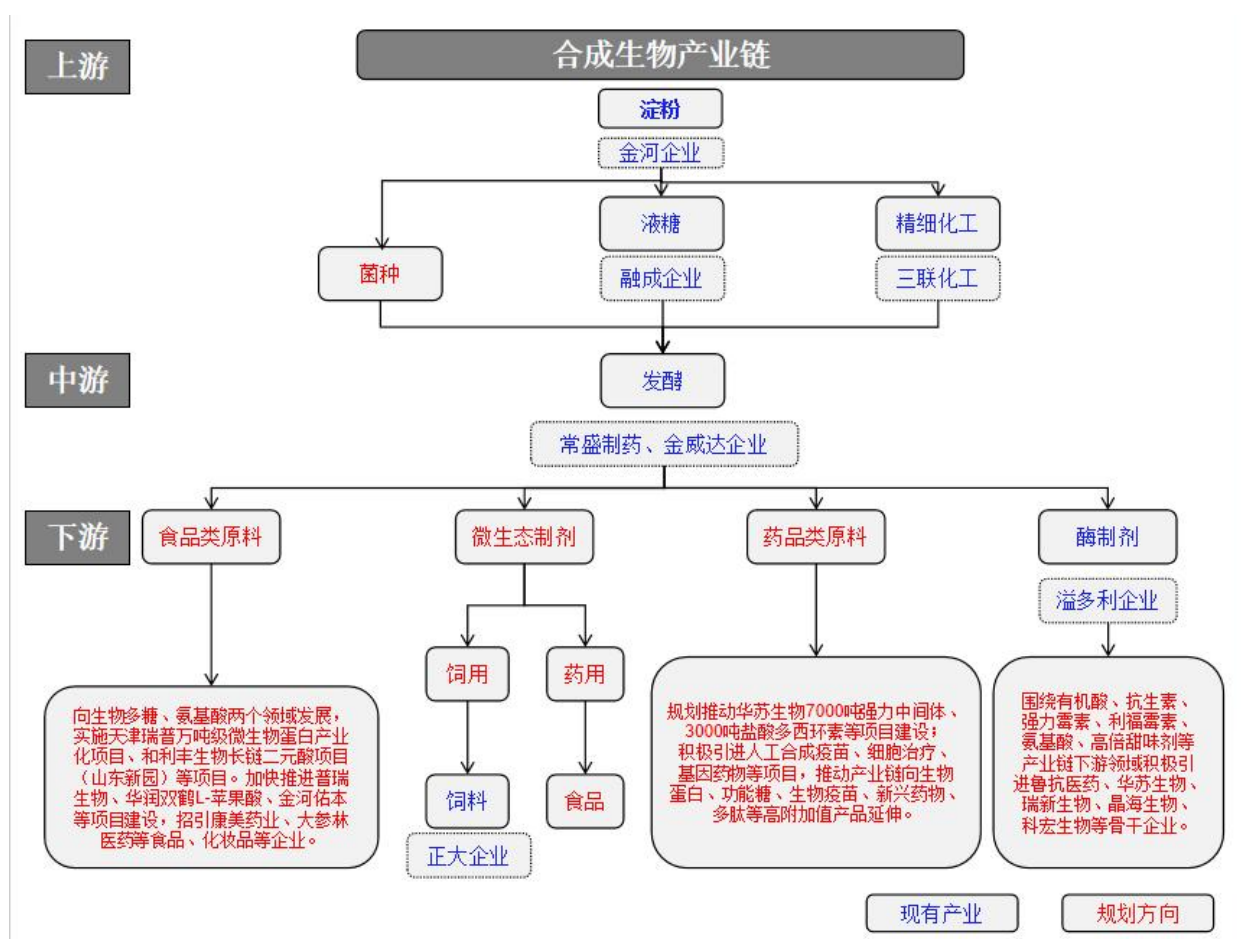 上游
合成生物产业链
淀粉
金河企业
液糖
精细化工
菌种
融成企业
三联化工
中游
发酵
常盛制药、金威达企业
下游
食品类原料
微生态制剂
药品类原料
酶制剂
溢多利企业
饲用
药用
向生物多糖、氨基酸两个领域发展，
实施天津瑞普万吨级微生物蛋白产业
化项目、和利丰生物长链二元酸项目
（山东新园）等项目。加快推进普瑞
生物、华润双鹤L-苹果酸、金河佑本
等项目建设，招引康美药业、大参林
医药等食品、化妆品等企业。
饲料
食品
正大企业
规划推动华苏生物7000吨强力中间体、
3000吨盐酸多西环素等项目建设；
积极引进人工合成疫苗、细胞治疗、
基因药物等项目，推动产业链向生物
蛋白、功能糖、生物疫苗、新兴药物、
多肽等高附加值产品延伸。
围绕有机酸、抗生素、
强力霉素、利福霉素、
氨基酸、高倍甜味剂等
产业链下游领域积极引
进鲁抗医药、华苏生物、
瑞新生物、晶海生物、
科宏生物等骨干企业。
现有产业
规划方向